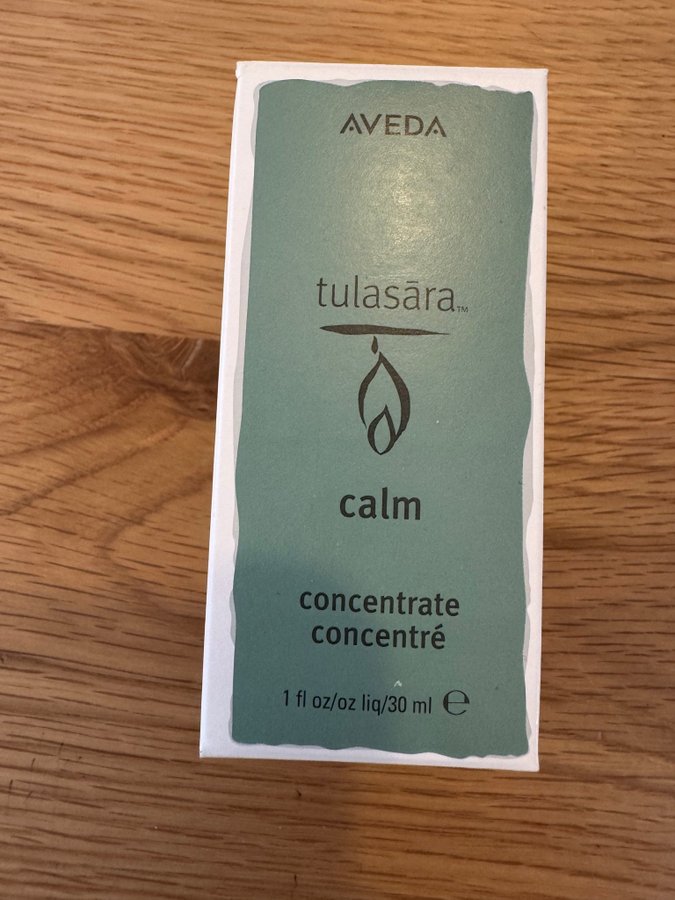 AVEDA
tulasāra™
calm
concentrate
concentré
1 fl oz/oz liq/30 ml ℮